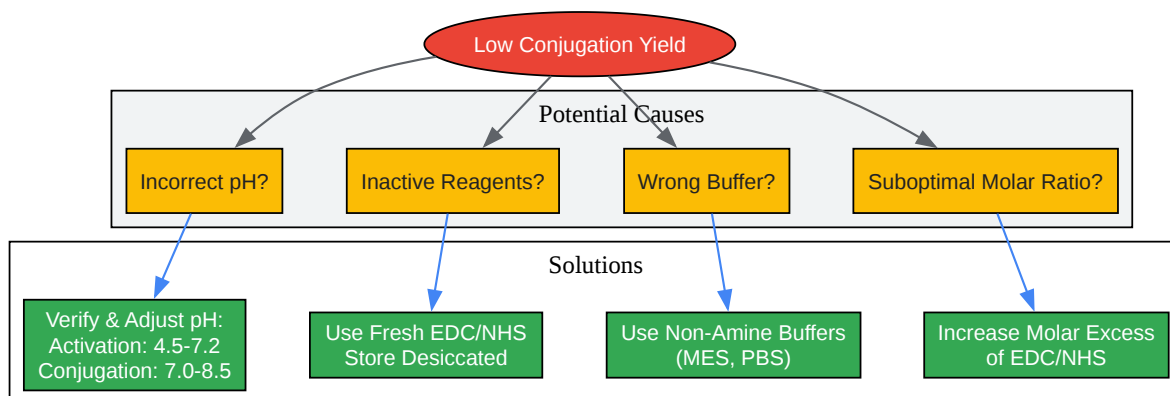 Low Conjugation Yield
Potential Causes
Incorrect pH?
Inactive Reagents?
Wrong Buffer?
Suboptimal Molar Ratio?
Solutions
Verify & Adjust pH:
Activation: 4.5-7.2
Conjugation: 7.0-8.5
Use Fresh EDC/NHS
Store Desiccated
Use Non-Amine Buffers
(MES, PBS)
Increase Molar Excess
of EDC/NHS